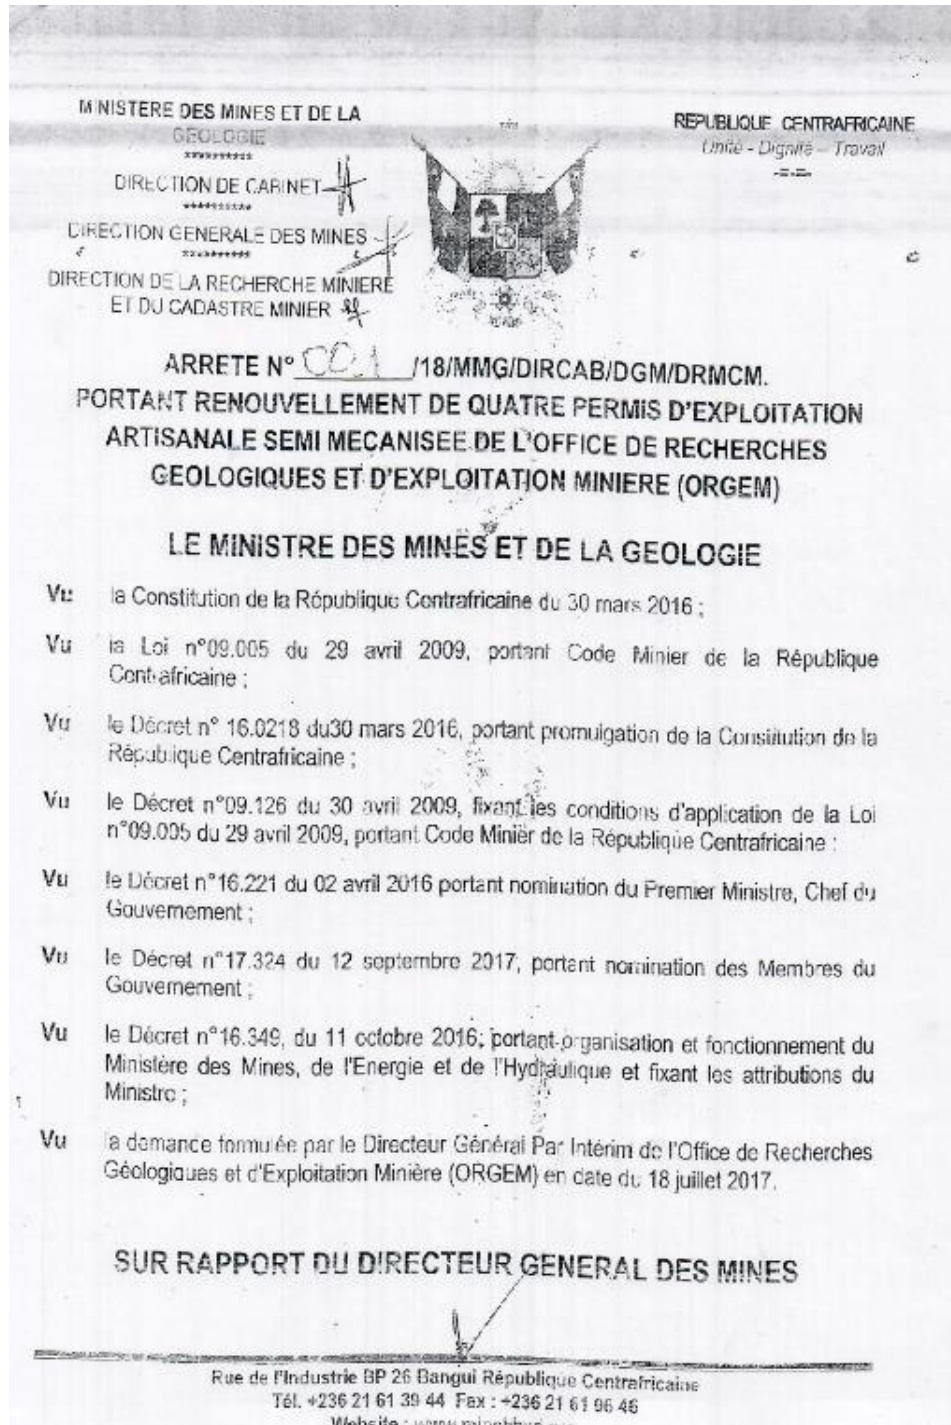 MINISTERE DES MINES ET DE LA
GEOLOGIE
**********
DIRECTION DE CABINET
**********
DIRECTION GENERALE DES MINES
**********
DIRECTION DE LA RECHERCHE MINIERE
ET DU CADASTRE MINIER
REPUBLIQUE CENTRAFRICAINE
Unité - Dignité – Travail
-=-=-
ARRETE N° 001 /18/MMG/DIRCAB/DGM/DRMCM.
PORTANT RENOUVELLEMENT DE QUATRE PERMIS D'EXPLOITATION
ARTISANALE SEMI MECANISEE DE L'OFFICE DE RECHERCHES
GEOLOGIQUES ET D'EXPLOITATION MINIERE (ORGEM)
LE MINISTRE DES MINES ET DE LA GEOLOGIE
Vu la Constitution de la République Centrafricaine du 30 mars 2016 ;
Vu la Loi n°09.005 du 29 avril 2009, portant Code Minier de la République
Centrafricaine ;
Vu le Décret n° 16.0218 du30 mars 2016, portant promulgation de la Constitution de la
République Centrafricaine ;
Vu le Décret n°09.126 du 30 avril 2009, fixant les conditions d'application de la Loi
n°09.005 du 29 avril 2009, portant Code Minier de la République Centrafricaine ;
Vu le Décret n°16.221 du 02 avril 2016 portant nomination du Premier Ministre, Chef du
Gouvernement ;
Vu le Décret n°17.324 du 12 septembre 2017, portant nomination des Membres du
Gouvernement ;
Vu le Décret n°16.349, du 11 octobre 2016; portant organisation et fonctionnement du
Ministère des Mines, de l'Energie et de l'Hydraulique et fixant les attributions du
Ministre ;
Vu la demande formulée par le Directeur Général Par Intérim de l'Office de Recherches
Géologiques et d'Exploitation Minière (ORGEM) en date du 18 juillet 2017.
SUR RAPPORT DU DIRECTEUR GENERAL DES MINES
Rue de l'Industrie BP 26 Bangui République Centrafricaine
Tél. +236 21 61 39 44 Fax : +236 21 61 96 46
Website :